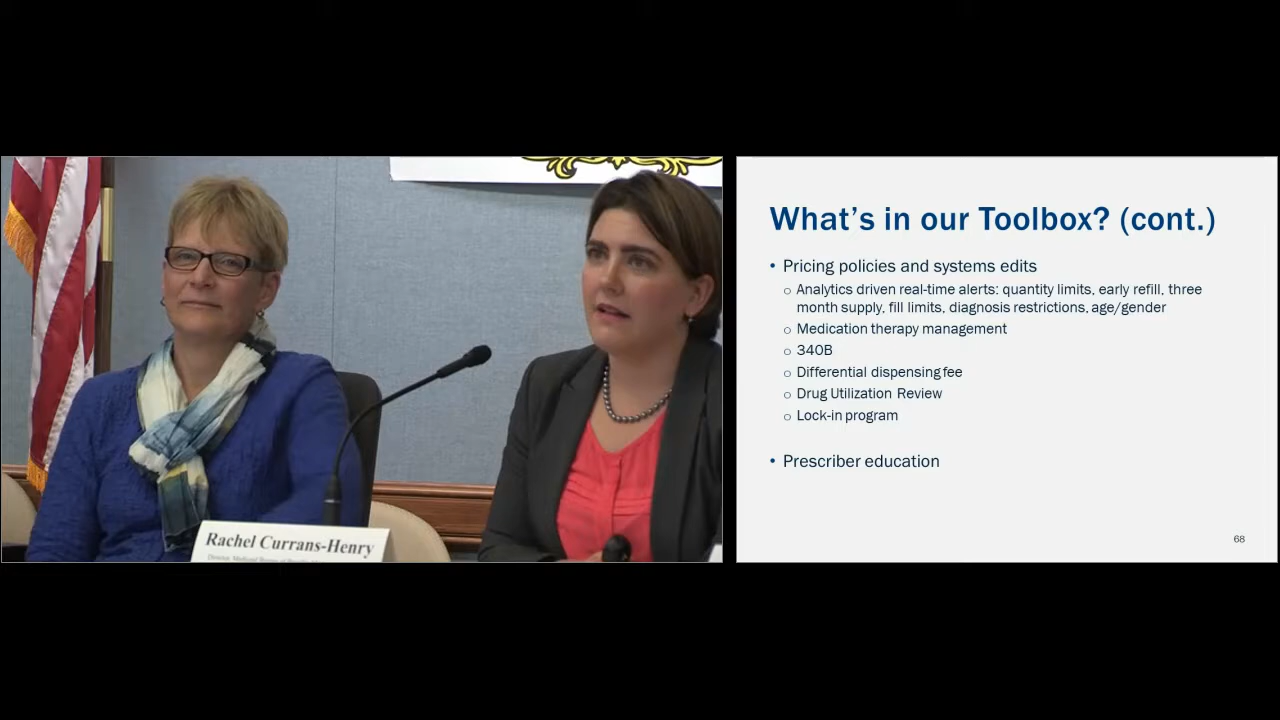 Rachel Currans-Henry
What's in our Toolbox? (cont.)
• Pricing policies and systems edits
o Analytics driven real-time alerts: quantity limits, early refill, three
month supply, fill limits, diagnosis restrictions, age/gender
o Medication therapy management
o 340B
o Differential dispensing fee
o Drug Utilization Review
o Lock-in program
• Prescriber education
68